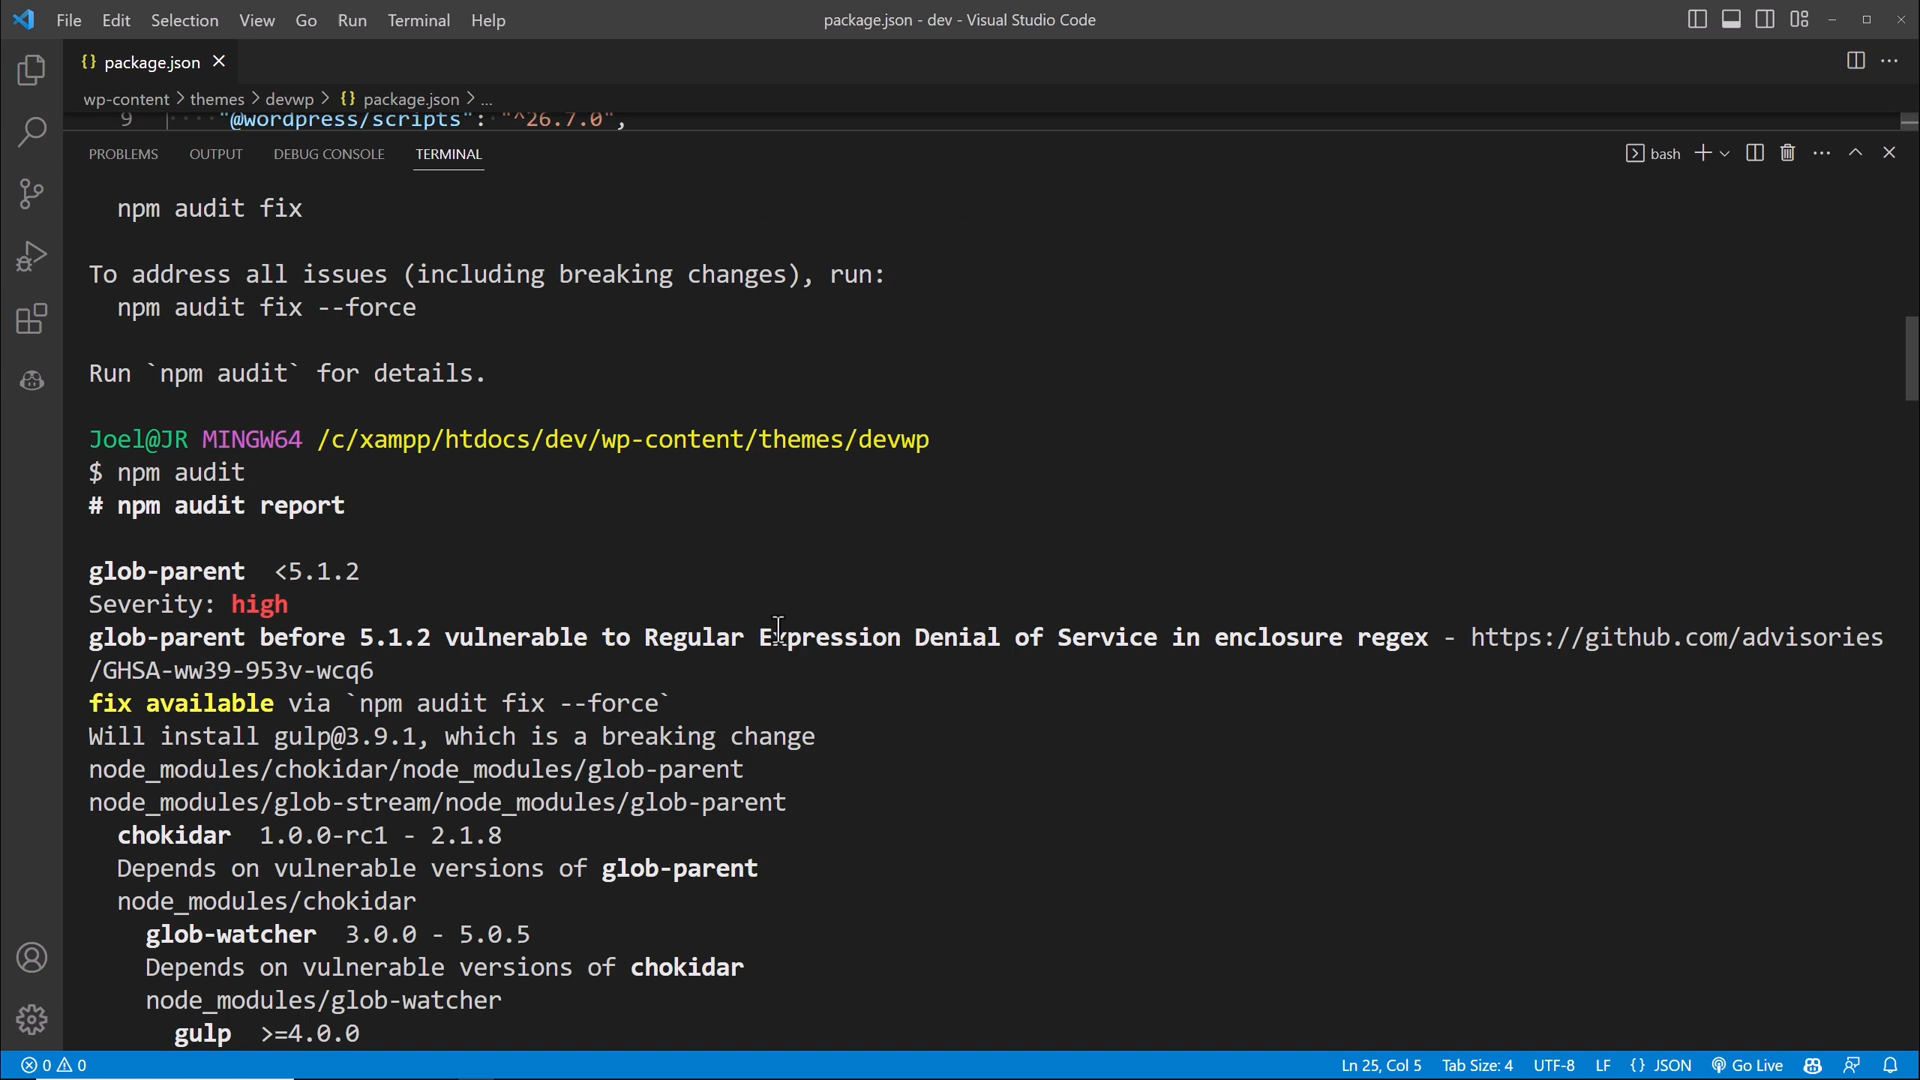 File Edit Selection View Go Run Terminal Help package.json - dev - Visual Studio Code
{} package.json
wp-content > themes > devwp > {} package.json > ...
9 "@wordpress/scripts": "^26.7.0",
PROBLEMS OUTPUT DEBUG CONSOLE TERMINAL bash
npm audit fix
To address all issues (including breaking changes), run:
npm audit fix --force
Run `npm audit` for details.
Joel@JR MINGW64 /c/xampp/htdocs/dev/wp-content/themes/devwp
$ npm audit
# npm audit report
glob-parent <5.1.2
Severity: high
glob-parent before 5.1.2 vulnerable to Regular Expression Denial of Service in enclosure regex - https://github.com/advisories
/GHSA-ww39-953v-wcq6
fix available via `npm audit fix --force`
Will install gulp@3.9.1, which is a breaking change
node_modules/chokidar/node_modules/glob-parent
node_modules/glob-stream/node_modules/glob-parent
chokidar 1.0.0-rc1 - 2.1.8
Depends on vulnerable versions of glob-parent
node_modules/chokidar
glob-watcher 3.0.0 - 5.0.5
Depends on vulnerable versions of chokidar
node_modules/glob-watcher
gulp >=4.0.0
0 0 Ln 25, Col 5 Tab Size: 4 UTF-8 LF {} JSON Go Live